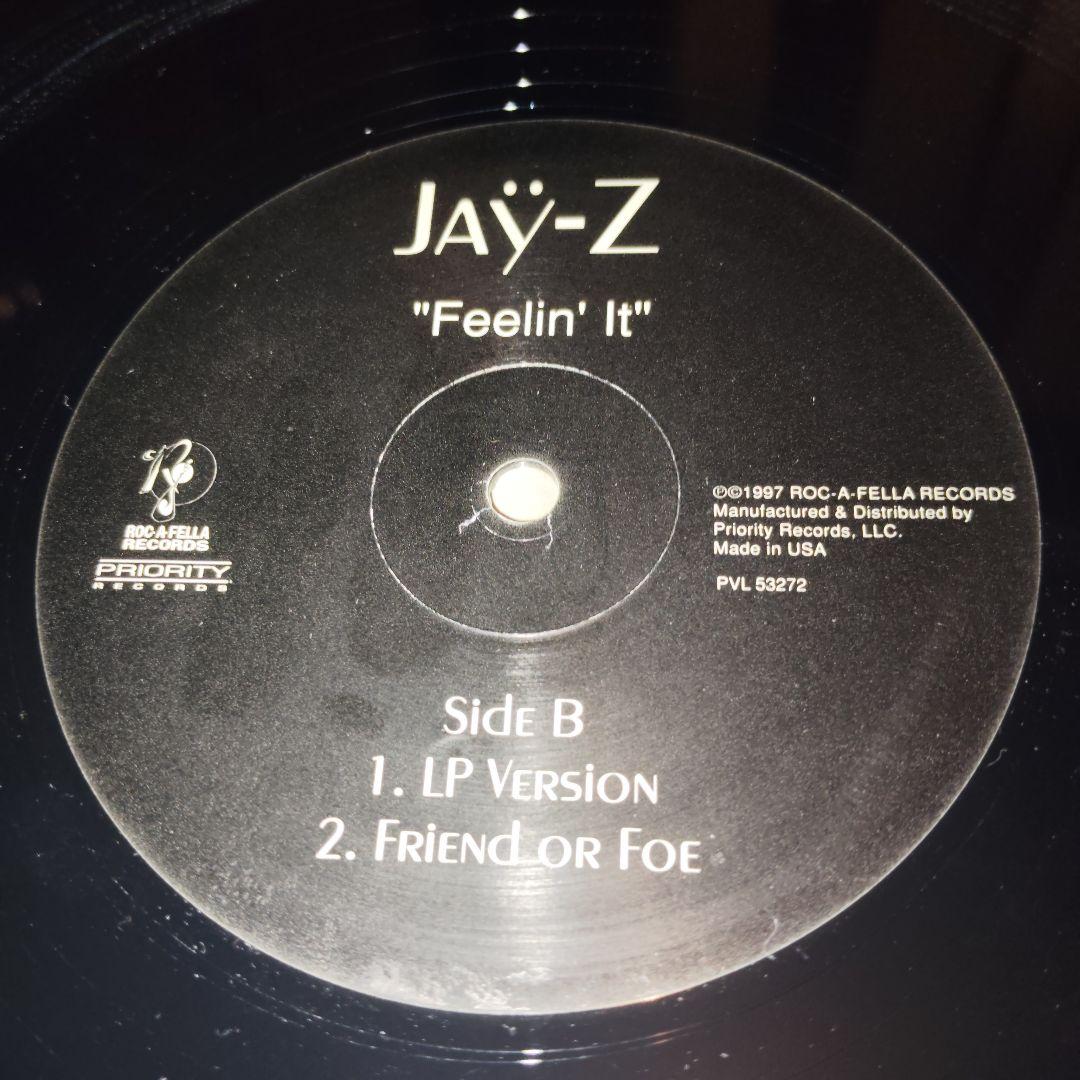 JAŸ-Z
"Feelin' It"
ROC-A-FELLA
RECORDS
PRIORITY
RECORDS
℗©1997 ROC-A-FELLA RECORDS
Manufactured & Distributed by
Priority Records, LLC.
Made in USA
PVL 53272
SidE B
1. LP VERSiON
2. FRiENd OR FOE